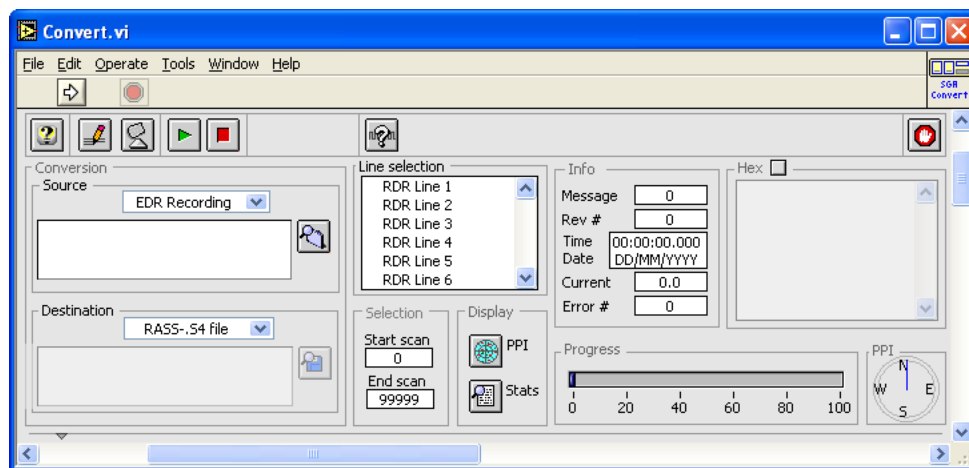 Convert.vi
File Edit Operate Tools Window Help
SGA
Convert
Conversion
Source
EDR Recording
Destination
RASS-.S4 file
Line selection
RDR Line 1
RDR Line 2
RDR Line 3
RDR Line 4
RDR Line 5
RDR Line 6
Selection
Start scan
0
End scan
99999
Display
PPI
Stats
Info
Message 0
Rev # 0
Time 00:00:00.000
Date DD/MM/YYYY
Current 0.0
Error # 0
Hex
Progress
0 20 40 60 80 100
PPI
N
W E
S